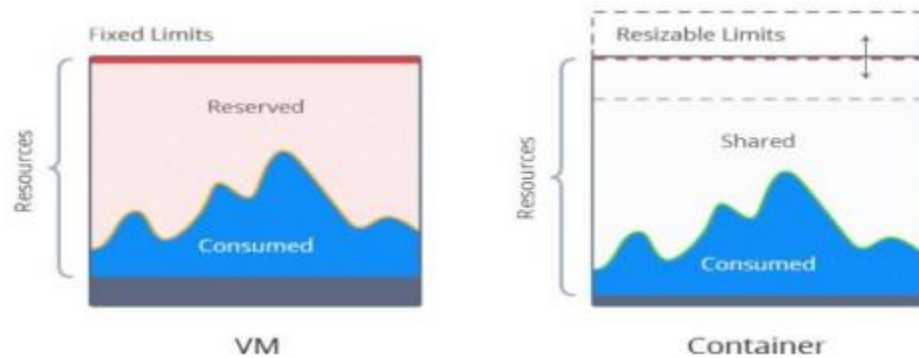 Fixed Limits
Resources
Reserved
Consumed
VM
Resizable Limits
Resources
Shared
Consumed
Container